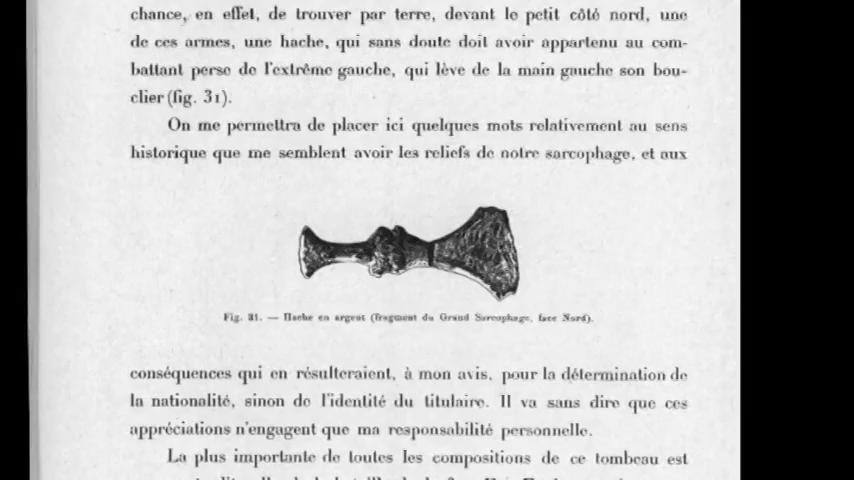 chance, en effet, de trouver par terre, devant le petit côté nord, une
de ces armes, une hache, qui sans doute doit avoir appartenu au com-
battant perse de l'extrême gauche, qui lève de la main gauche son bou-
clier (fig. 31).
On me permettra de placer ici quelques mots relativement au sens
historique que me semblent avoir les reliefs de notre sarcophage, et aux
Fig. 31. — Hache en argent (fragment du Grand Sarcophage, face Nord).
conséquences qui en résulteraient, à mon avis, pour la détermination de
la nationalité, sinon de l'identité du titulaire. Il va sans dire que ces
appréciations n'engagent que ma responsabilité personnelle.
La plus importante de toutes les compositions de ce tombeau est